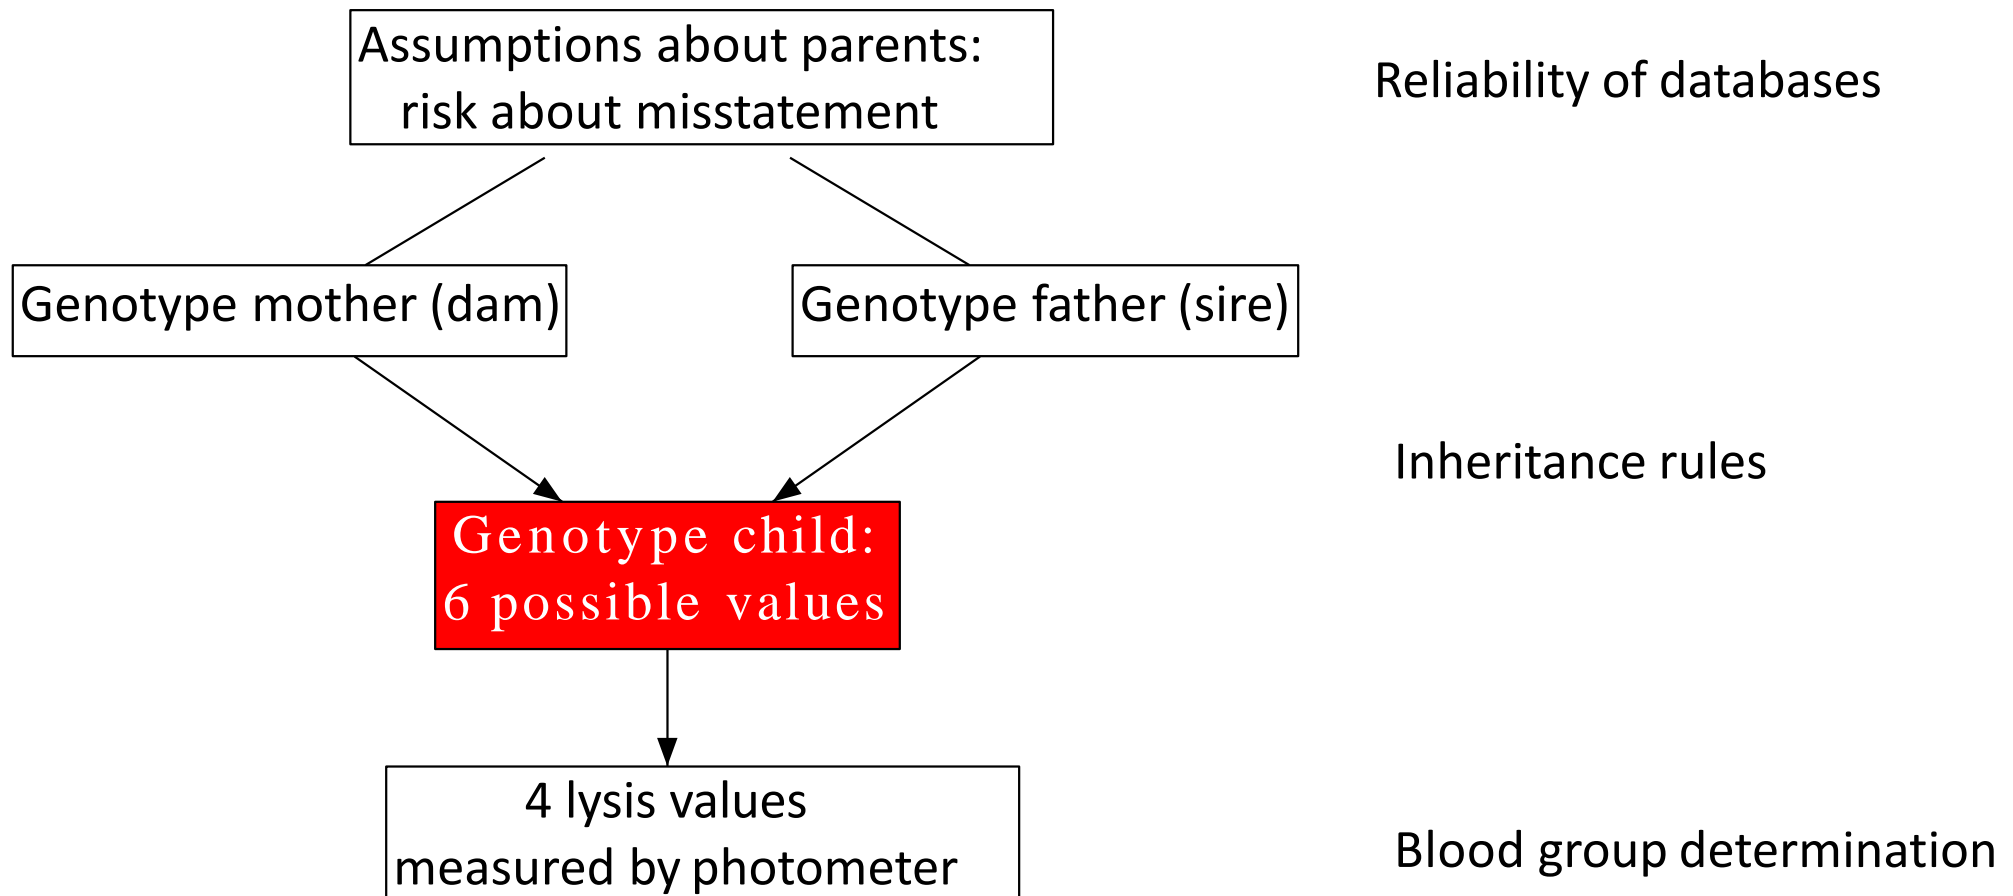 Assumptions about parents:
risk about misstatement
Reliability of databases
Genotype mother (dam)
Genotype father (sire)
Inheritance rules
Genotype child:
6 possible values
4 lysis values
measured by photometer
Blood group determination